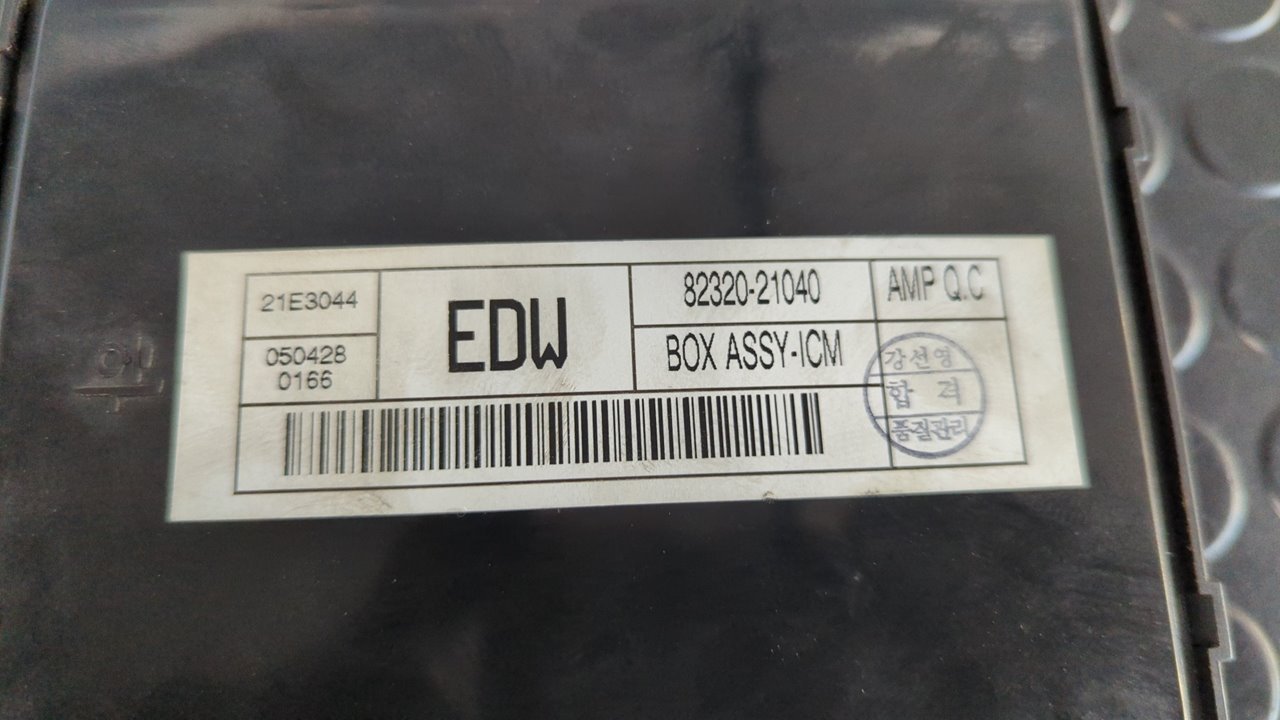 21E3044
050428
0166
EDW
82320-21040
BOX ASSY-ICM
AMP Q.C
강선영
합격
품질관리